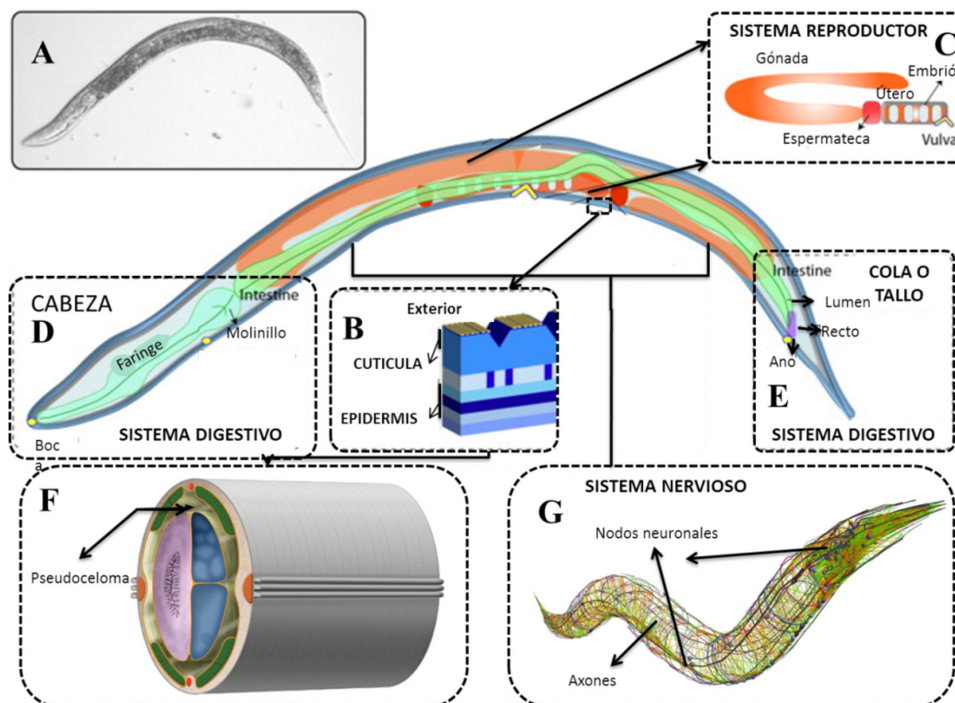 A
SISTEMA REPRODUCTOR
C
Gónada
Embrió
Útero
Espermateca
Vulva
CABEZA
D
Intestine
Molinillo
Faringe
SISTEMA DIGESTIVO
Boc
a
B
Exterior
CUTICULA
EPIDERMIS
Intestine
COLA O
TALLO
Lumen
Recto
Ano
E
SISTEMA DIGESTIVO
F
Pseudoceloma
SISTEMA NERVIOSO
G
Nodos neuronales
Axones